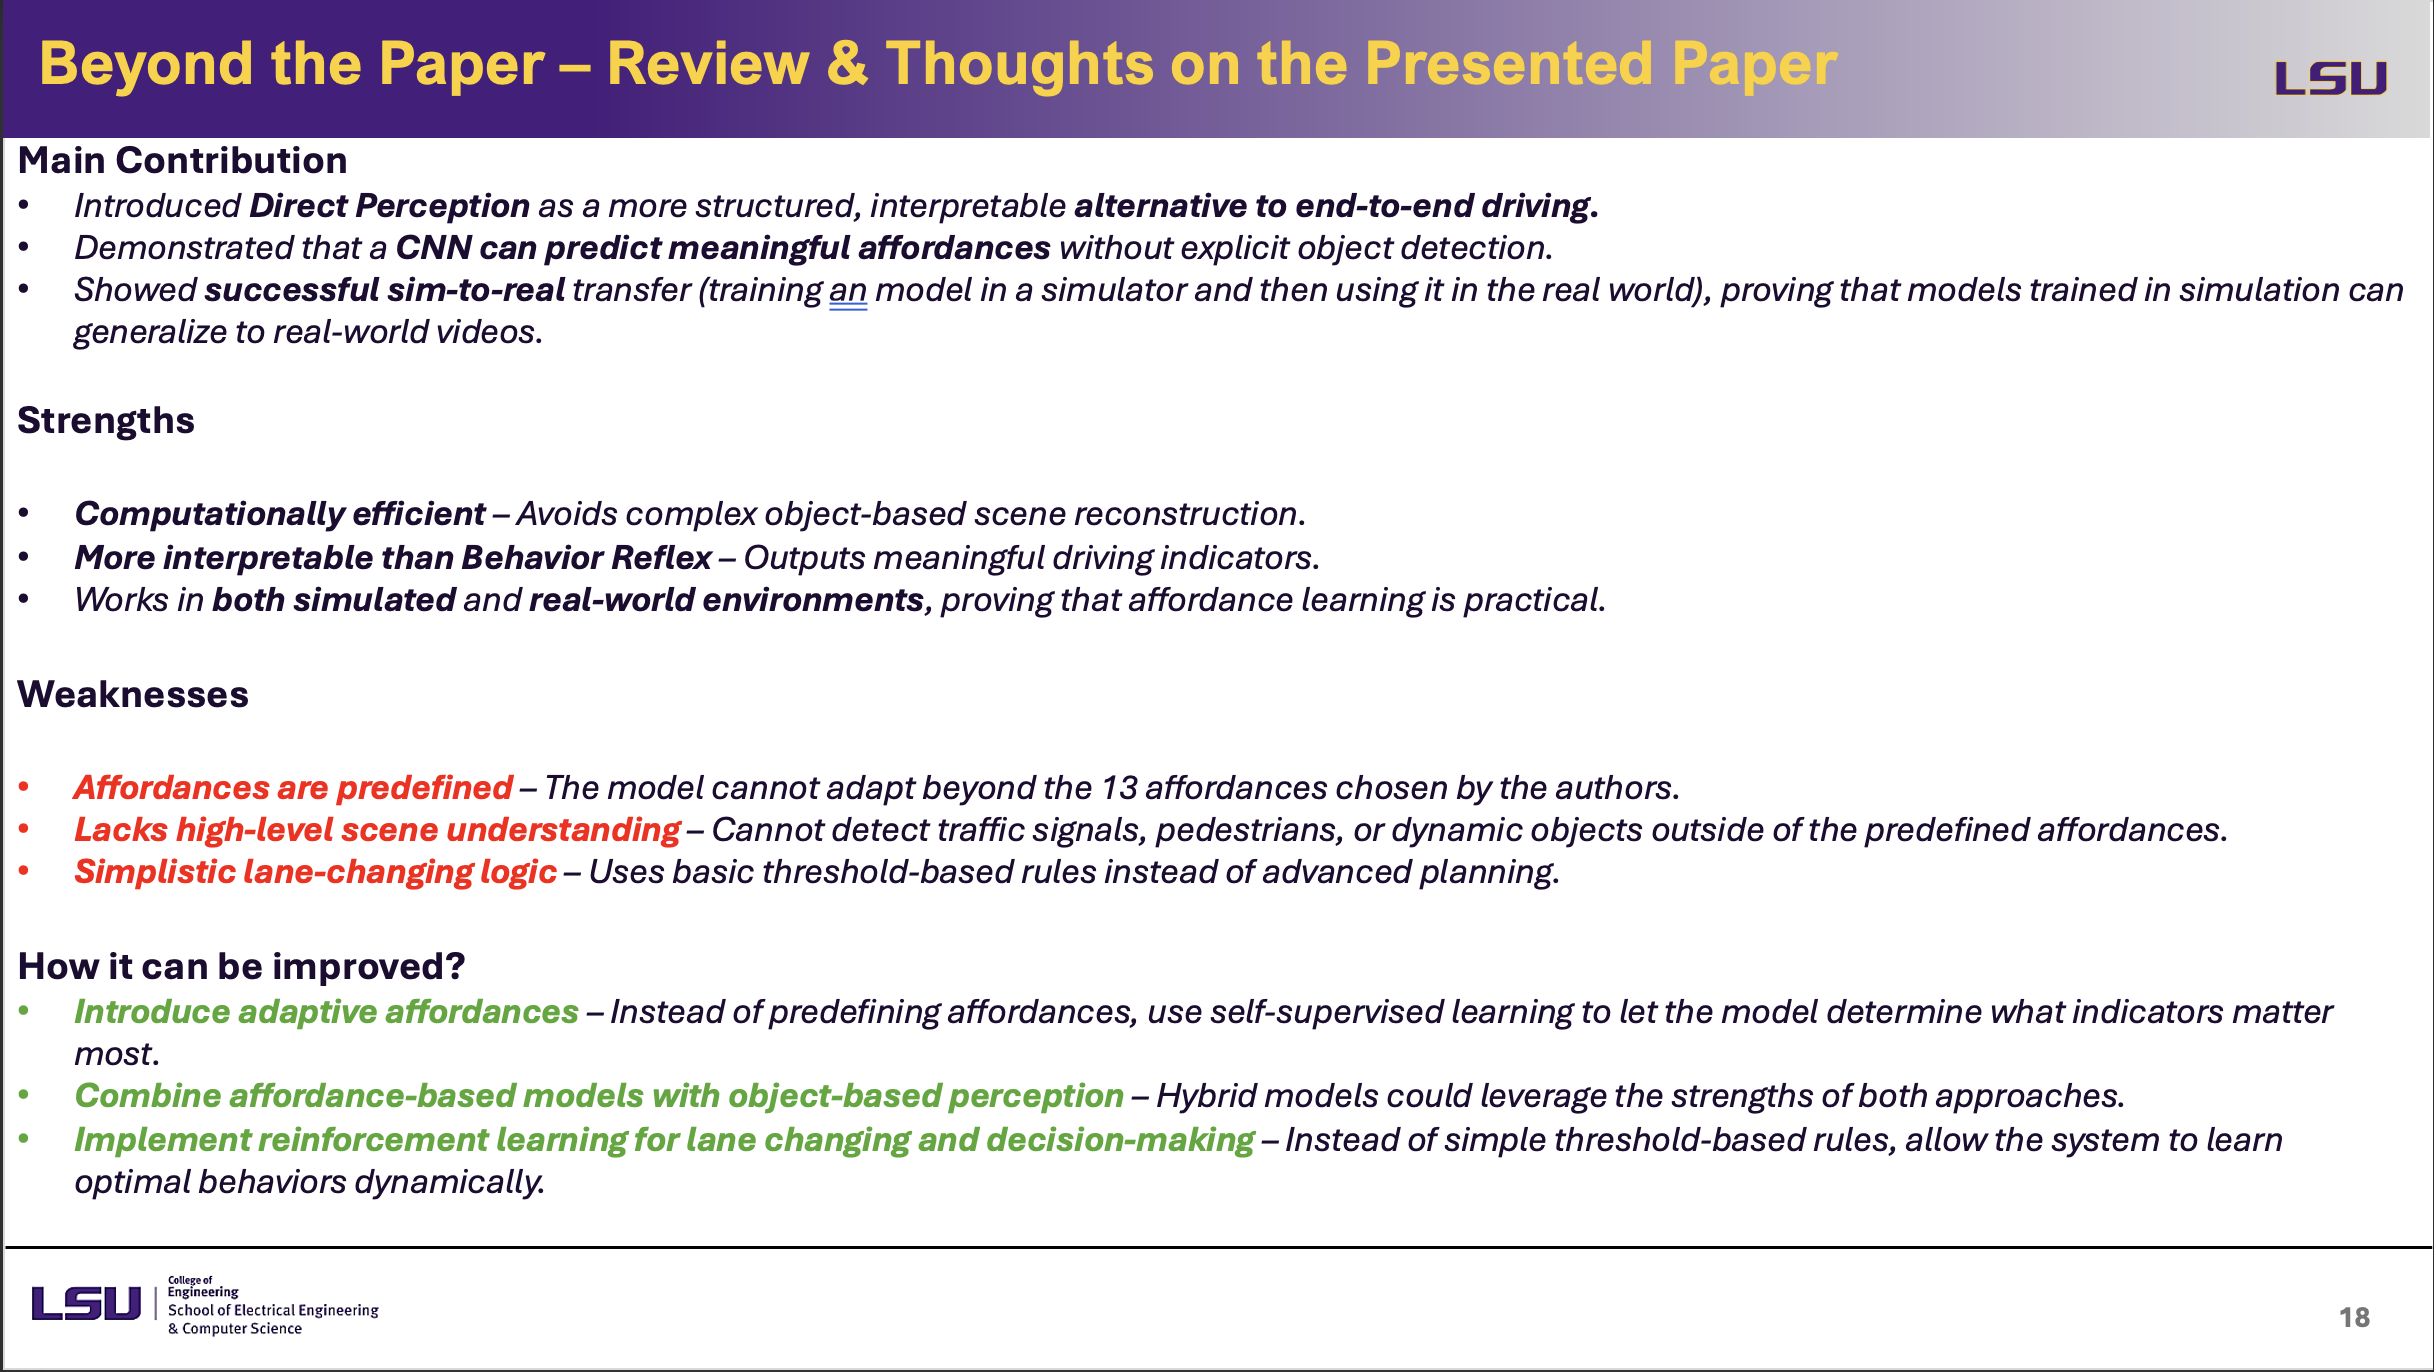 Beyond the Paper – Review & Thoughts on the Presented Paper
LSU
Main Contribution
• Introduced Direct Perception as a more structured, interpretable alternative to end-to-end driving.
• Demonstrated that a CNN can predict meaningful affordances without explicit object detection.
• Showed successful sim-to-real transfer (training an model in a simulator and then using it in the real world), proving that models trained in simulation can
generalize to real-world videos.
Strengths
• Computationally efficient – Avoids complex object-based scene reconstruction.
• More interpretable than Behavior Reflex – Outputs meaningful driving indicators.
• Works in both simulated and real-world environments, proving that affordance learning is practical.
Weaknesses
• Affordances are predefined – The model cannot adapt beyond the 13 affordances chosen by the authors.
• Lacks high-level scene understanding – Cannot detect traffic signals, pedestrians, or dynamic objects outside of the predefined affordances.
• Simplistic lane-changing logic – Uses basic threshold-based rules instead of advanced planning.
How it can be improved?
• Introduce adaptive affordances – Instead of predefining affordances, use self-supervised learning to let the model determine what indicators matter
most.
• Combine affordance-based models with object-based perception – Hybrid models could leverage the strengths of both approaches.
• Implement reinforcement learning for lane changing and decision-making – Instead of simple threshold-based rules, allow the system to learn
optimal behaviors dynamically.
LSU
College of
Engineering
School of Electrical Engineering
& Computer Science
18